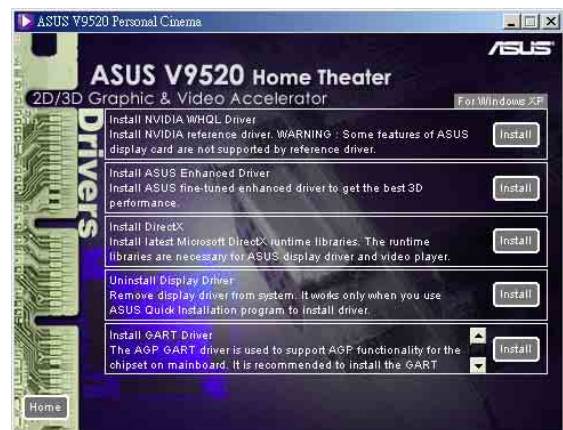 ASUS V9520 Personal Cinema
/SUS
ASUS V9520 Home Theater
2D/3D Graphic & Video Accelerator
For Windows XP
Drivers
Install NVIDIA WHQL Driver
Install NVIDIA reference driver. WARNING : Some features of ASUS
display card are not supported by reference driver.
Install
Install ASUS Enhanced Driver
Install ASUS fine-tuned enhanced driver to get the best 3D
performance.
Install
Install DirectX
Install latest Microsoft DirectX runtime libraries. The runtime
libraries are necessary for ASUS display driver and video player.
Install
Uninstall Display Driver
Remove display driver from system. It works only when you use
ASUS Quick Installation program to install driver.
Install
Install GART Driver
The AGP GART driver is used to support AGP functionality for the
chipset on mainboard. It is recommended to install the GART
Install
Home